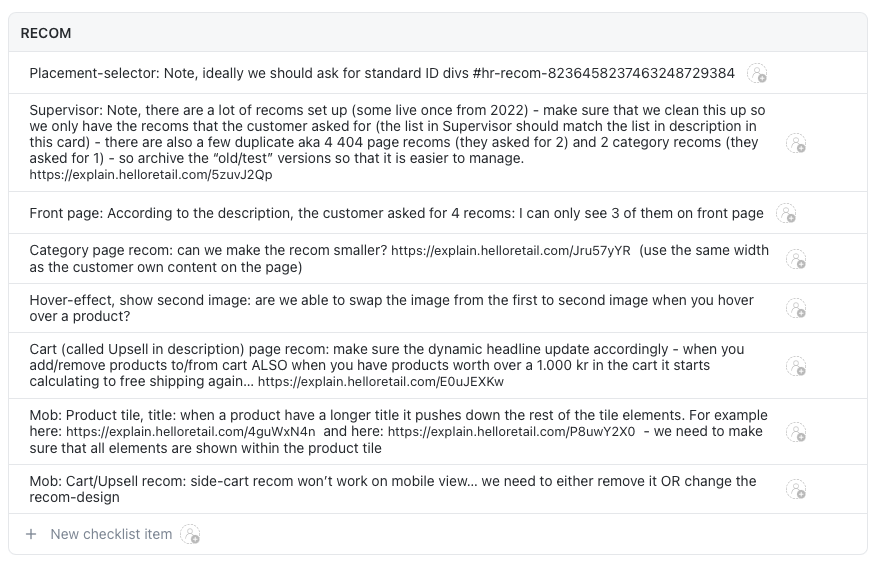 RECOM
Placement-selector: Note, ideally we should ask for standard ID divs #hr-recom-8236458237463248729384
Supervisor: Note, there are a lot of recoms set up (some live once from 2022) - make sure that we clean this up so
we only have the recoms that the customer asked for (the list in Supervisor should match the list in description in
this card) - there are also a few duplicate aka 4 404 page recoms (they asked for 2) and 2 category recoms (they
asked for 1) - so archive the “old/test” versions so that it is easier to manage.
https://explain.helloretail.com/5zuvJ2Qp
Front page: According to the description, the customer asked for 4 recoms: I can only see 3 of them on front page
Category page recom: can we make the recom smaller? https://explain.helloretail.com/Jru57yYR (use the same width
as the customer own content on the page)
Hover-effect, show second image: are we able to swap the image from the first to second image when you hover
over a product?
Cart (called Upsell in description) page recom: make sure the dynamic headline update accordingly - when you
add/remove products to/from cart ALSO when you have products worth over a 1.000 kr in the cart it starts
calculating to free shipping again... https://explain.helloretail.com/E0uJEXKw
Mob: Product tile, title: when a product have a longer title it pushes down the rest of the tile elements. For example
here: https://explain.helloretail.com/4guWxN4n and here: https://explain.helloretail.com/P8uwY2X0 - we need to make
sure that all elements are shown within the product tile
Mob: Cart/Upsell recom: side-cart recom won’t work on mobile view... we need to either remove it OR change the
recom-design
New checklist item